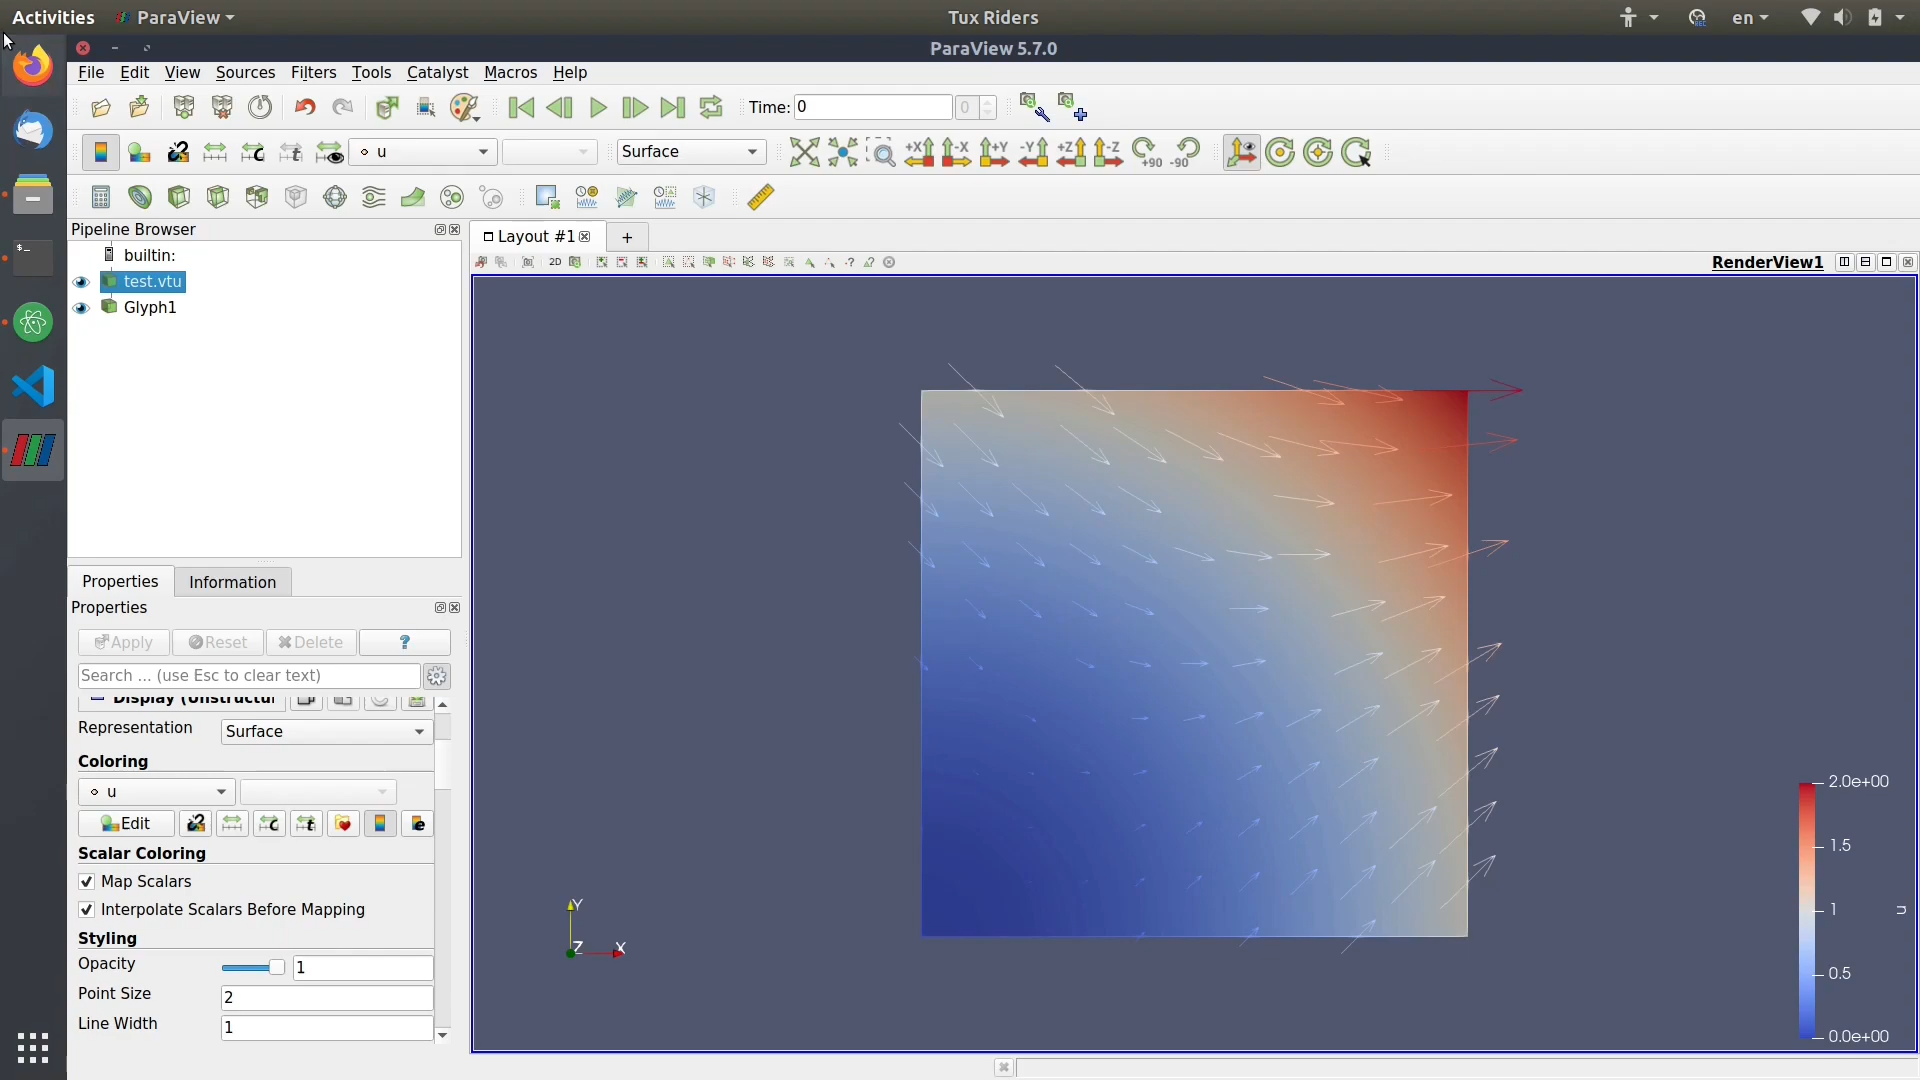 Activities ParaView Tux Riders en
ParaView 5.7.0
File Edit View Sources Filters Tools Catalyst Macros Help
Time: 0 0
u Surface +X -X +Y -Y +Z -Z +90 -90
Pipeline Browser
Layout #1 +
builtin:
2D RenderView1
test.vtu
Glyph1
Properties Information
Properties
Apply Reset Delete ?
Search ... (use Esc to clear text)
Representation Surface
Coloring
u
Edit
Scalar Coloring
Map Scalars
Interpolate Scalars Before Mapping
Styling
Opacity 1
Point Size 2
Line Width 1
Y
Z X
2.0e+00
1.5
1
u
0.5
0.0e+00